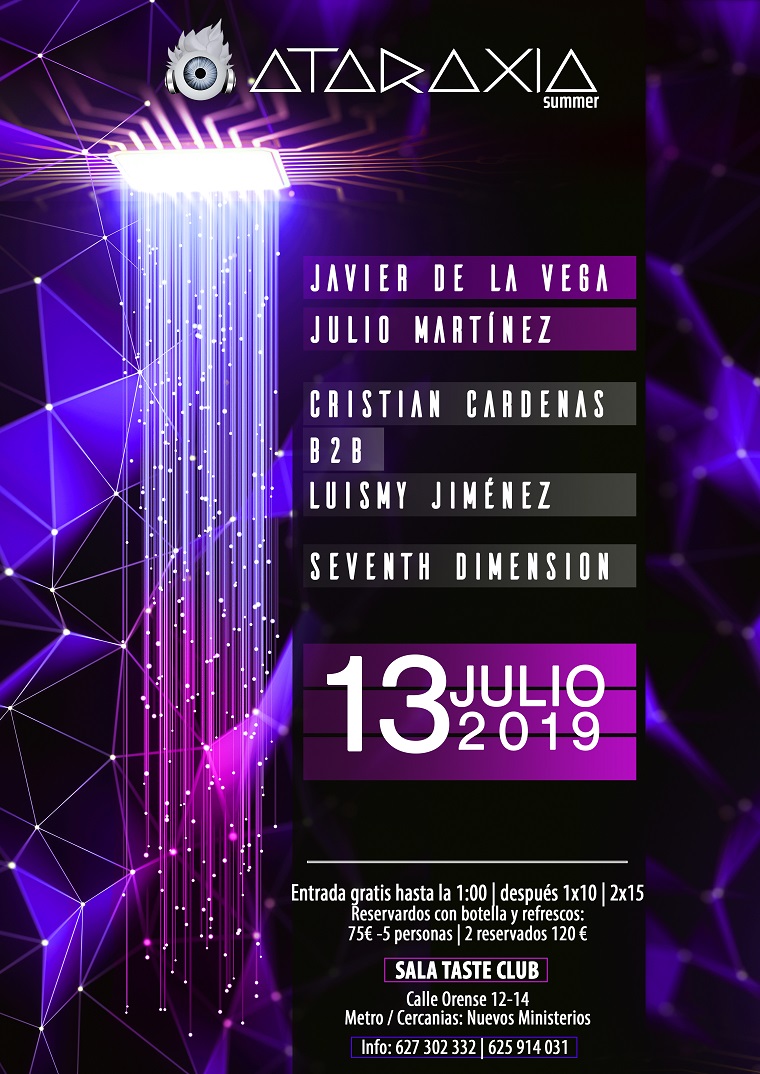 ATARAXIA
summer
JAVIER DE LA VEGA
JULIO MARTÍNEZ
CRISTIAN CARDENAS
B2B
LUISMY JIMÉNEZ
SEVENTH DIMENSION
13 JULIO
2019
Entrada gratis hasta la 1:00 | después 1x10 | 2x15
Reservardos con botella y refrescos:
75€ -5 personas | 2 reservados 120 €
SALA TASTE CLUB
Calle Orense 12-14
Metro / Cercanias: Nuevos Ministerios
Info: 627 302 332 | 625 914 031